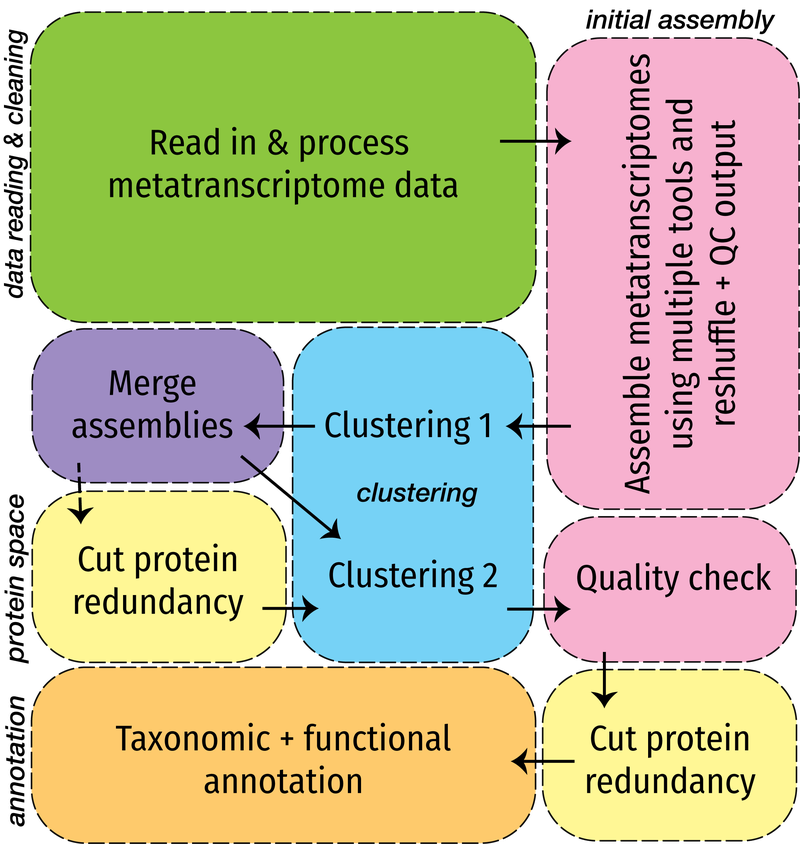 initial assembly
data reading & cleaning
Read in & process
metatranscriptome data
Assemble metatranscriptomes
using multiple tools and
reshuffle + QC output
Merge
assemblies
Clustering 1
clustering
Clustering 2
protein space
Cut protein
redundancy
Quality check
annotation
Taxonomic + functional
annotation
Cut protein
redundancy